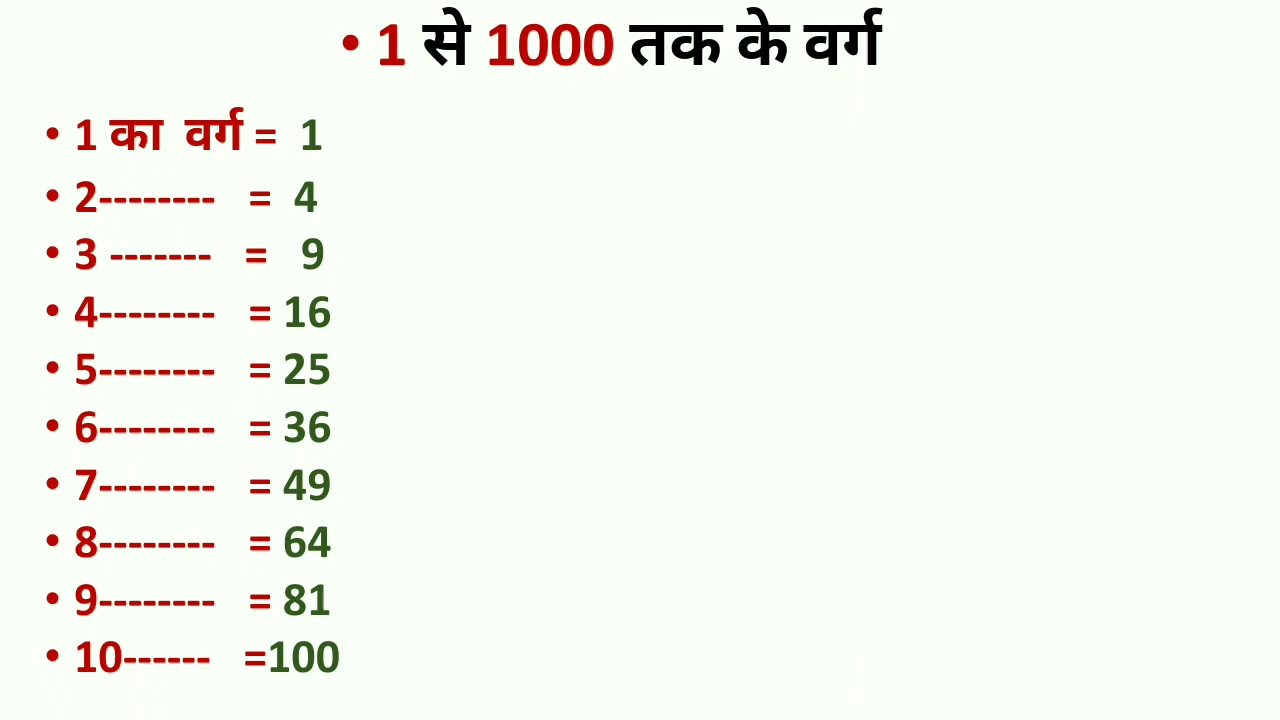 • 1 से 1000 तक के वर्ग
• 1 का वर्ग = 1
• 2-------- = 4
• 3 ------- = 9
• 4-------- = 16
• 5-------- = 25
• 6-------- = 36
• 7-------- = 49
• 8-------- = 64
• 9-------- = 81
• 10------ =100